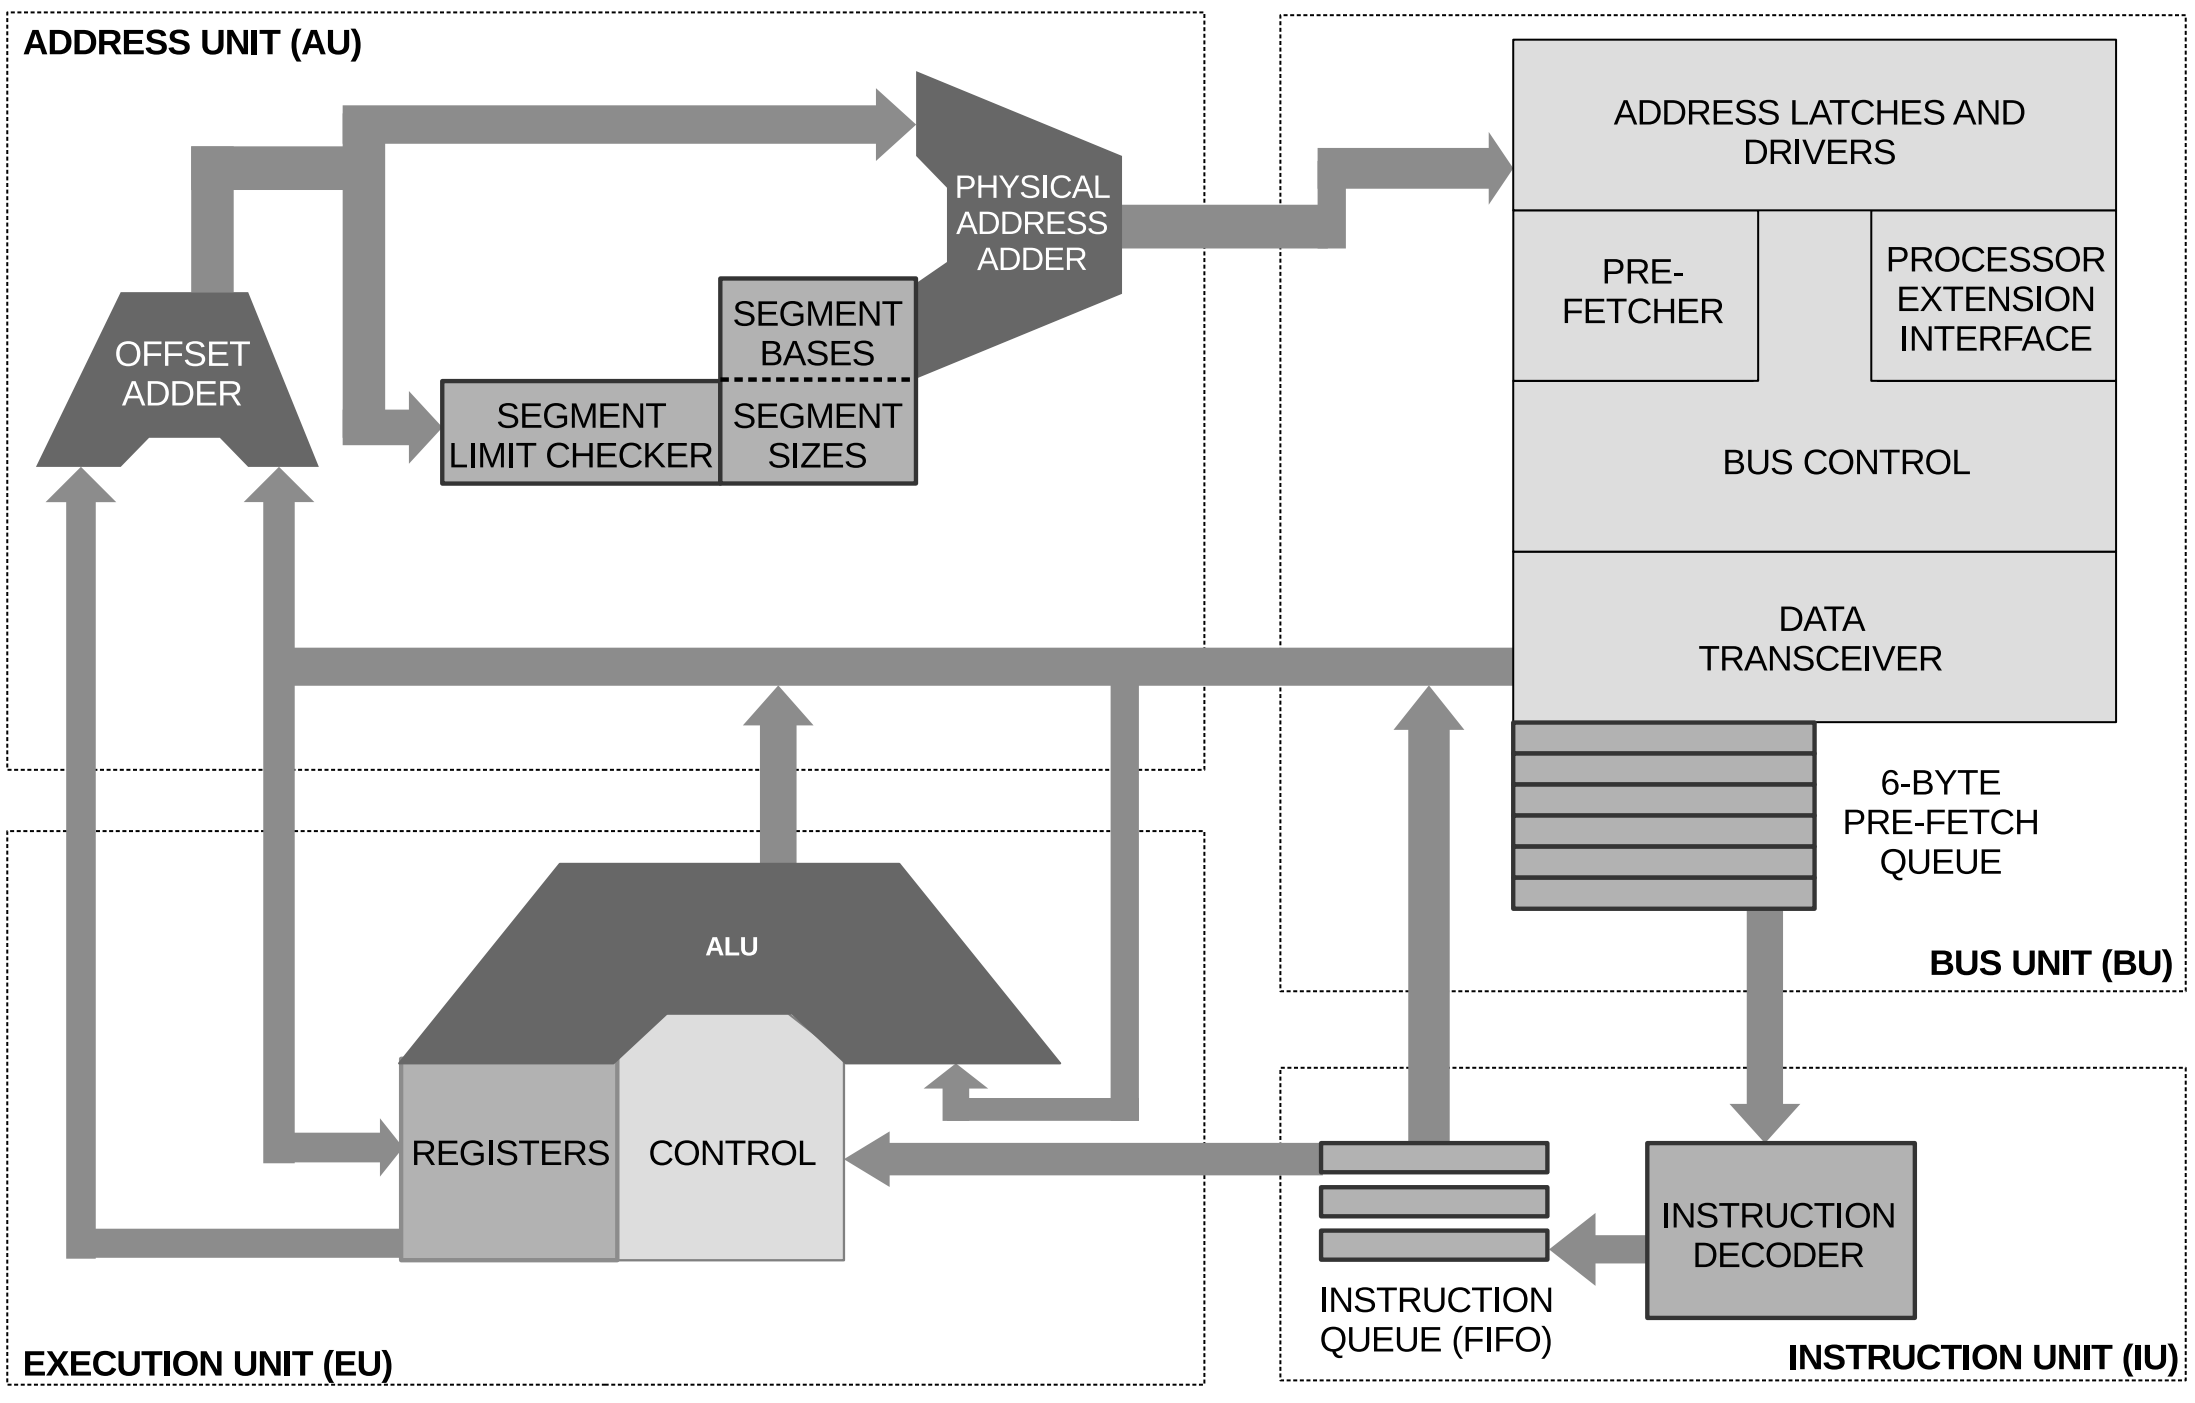 ADDRESS UNIT (AU)
OFFSET
ADDER
SEGMENT
LIMIT CHECKER
SEGMENT
BASES
SEGMENT
SIZES
PHYSICAL
ADDRESS
ADDER
ADDRESS LATCHES AND
DRIVERS
PRE-
FETCHER
PROCESSOR
EXTENSION
INTERFACE
BUS CONTROL
DATA
TRANSCEIVER
6-BYTE
PRE-FETCH
QUEUE
BUS UNIT (BU)
ALU
REGISTERS
CONTROL
EXECUTION UNIT (EU)
INSTRUCTION
QUEUE (FIFO)
INSTRUCTION
DECODER
INSTRUCTION UNIT (IU)